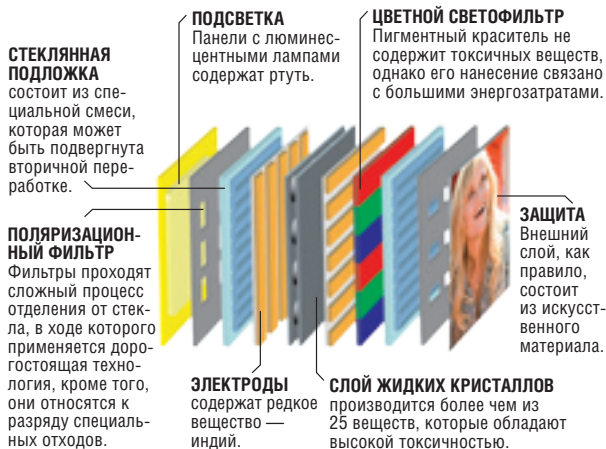 ПОДСВЕТКА
Панели с люминес-
центными лампами
содержат ртуть.
ЦВЕТНОЙ СВЕТОФИЛЬТР
Пигментный краситель не
содержит токсичных веществ,
однако его нанесение связано
с большими энергозатратами.
СТЕКЛЯННАЯ
ПОДЛОЖКА
состоит из спе-
циальной смеси,
которая может
быть подвергнута
вторичной пере-
работке.
ПОЛЯРИЗАЦИОН-
НЫЙ ФИЛЬТР
Фильтры проходят
сложный процесс
отделения от стек-
ла, в ходе которого
применяется доро-
гостоящая техно-
логия, кроме того,
они относятся к
разряду специаль-
ных отходов.
ЭЛЕКТРОДЫ
содержат редкое
вещество —
индий.
СЛОЙ ЖИДКИХ КРИСТАЛЛОВ
производится более чем из
25 веществ, которые обладают
высокой токсичностью.
ЗАЩИТА
Внешний
слой, как
правило,
состоит
из искусст-
венного
материала.